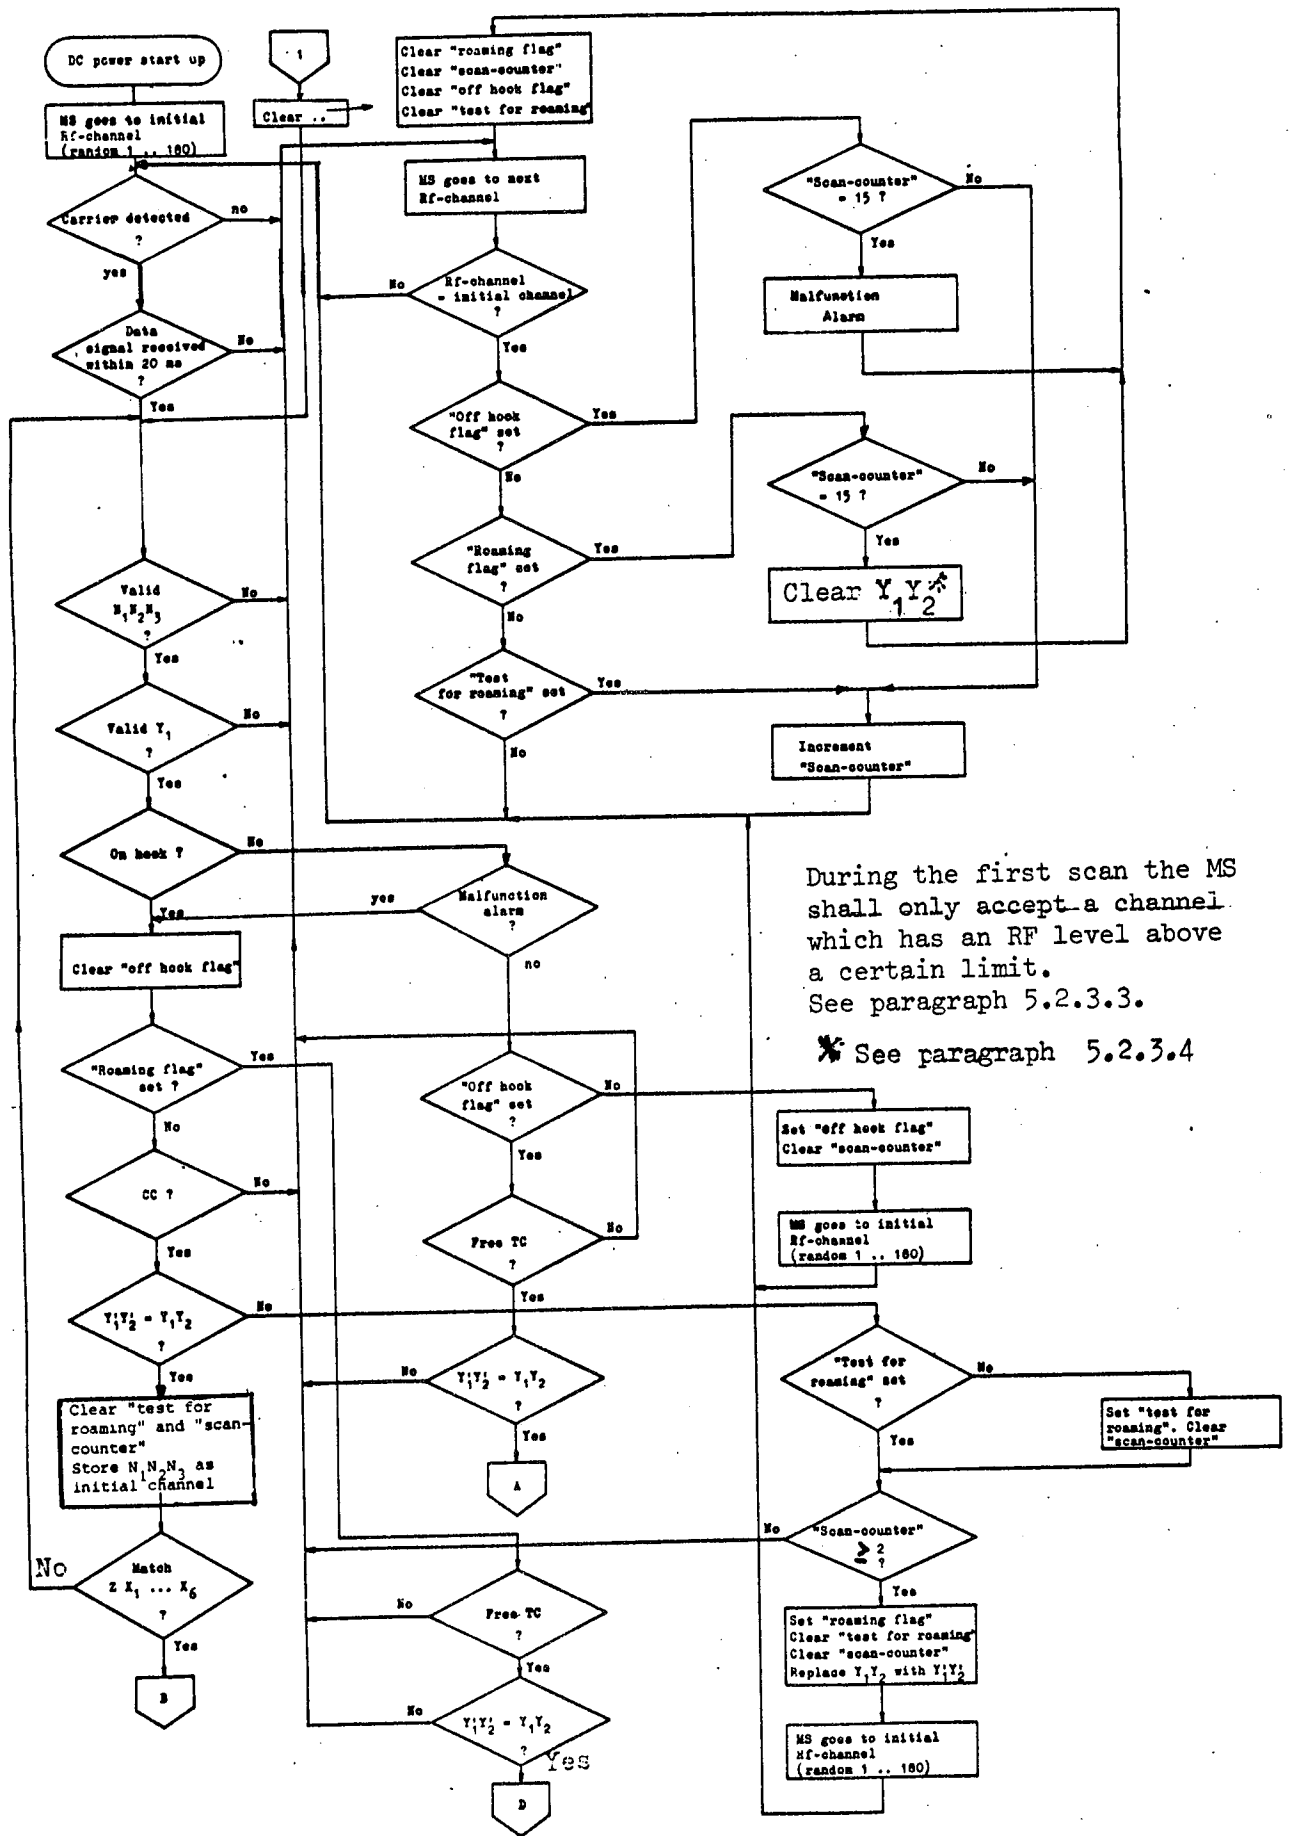 DC power start up
MS goes to initial
Rf-channel
(random 1 .. 180)
Carrier detected
?
no
yes
Data
signal received
within 20 ms
?
No
Yes
1
Clear ..
Clear "roaming flag"
Clear "scan-counter"
Clear "off hook flag"
Clear "test for roaming"
MS goes to next
Rf-channel
Rf-channel
= initial channel
?
No
Yes
"Off hook
flag" set
?
Yes
No
"Roaming
flag" set
?
Yes
No
"Test
for roaming" set
?
Yes
No
"Scan-counter"
= 15 ?
No
Yes
Malfunction
Alarm
"Scan-counter"
= 15 ?
No
Yes
Clear Y1Y2*
Increment
"Scan-counter"
Valid
N1N2N3
?
No
Yes
Valid Y1
?
No
Yes
On hook ?
No
Yes
Malfunction
alarm
?
yes
no
Clear "off hook flag"
"Roaming flag"
set ?
Yes
No
CC ?
No
Yes
Y'1Y'2 = Y1Y2
?
No
Yes
Clear "test for
roaming" and "scan-
counter"
Store N1N2N3 as
initial channel
Match
Z X1 ... X6
?
No
Yes
B
"Off hook
flag" set
?
No
Yes
Free TC
?
No
Yes
Y'1Y'2 = Y1Y2
?
No
Yes
A
Free TC
?
No
Yes
Y'1Y'2 = Y1Y2
?
No
Yes
D
During the first scan the MS
shall only accept a channel
which has an RF level above
a certain limit.
See paragraph 5.2.3.3.
* See paragraph 5.2.3.4
Set "off hook flag"
Clear "scan-counter"
MS goes to initial
Rf-channel
(random 1 .. 180)
"Test for
roaming" set
?
No
Yes
Set "test for
roaming". Clear
"scan-counter"
"Scan-counter"
≥ 2
?
No
Yes
Set "roaming flag"
Clear "test for roaming"
Clear "scan-counter"
Replace Y1Y2 with Y'1Y'2
MS goes to initial
Rf-channel
(random 1 .. 180)